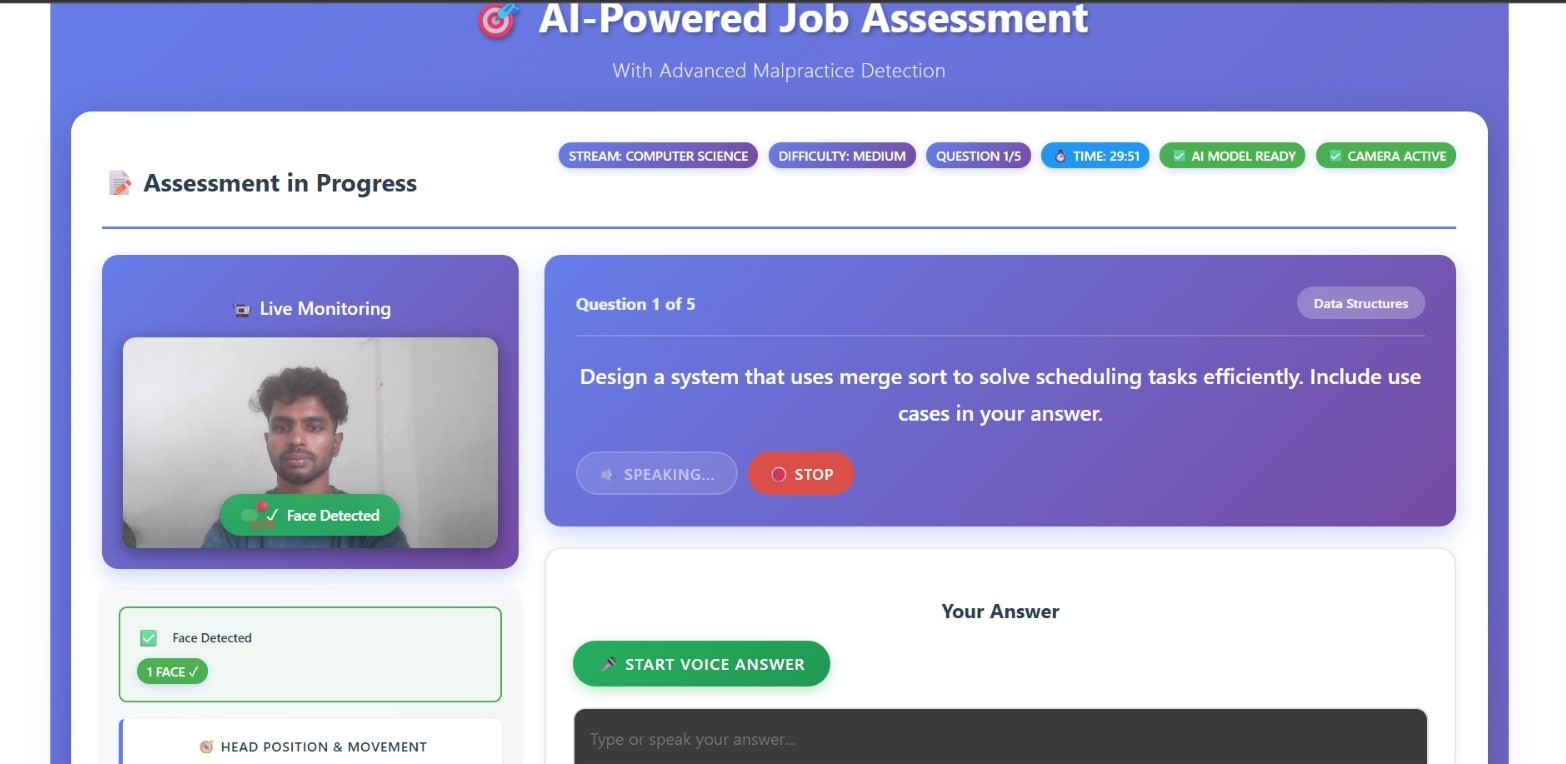 AI-Powered Job Assessment
With Advanced Malpractice Detection
STREAM: COMPUTER SCIENCE
DIFFICULTY: MEDIUM
QUESTION 1/5
TIME: 29:51
AI MODEL READY
CAMERA ACTIVE
Assessment in Progress
Live Monitoring
✓ Face Detected
Face Detected
1 FACE ✓
HEAD POSITION & MOVEMENT
Question 1 of 5
Data Structures
Design a system that uses merge sort to solve scheduling tasks efficiently. Include use
cases in your answer.
SPEAKING...
STOP
Your Answer
START VOICE ANSWER
Type or speak your answer...